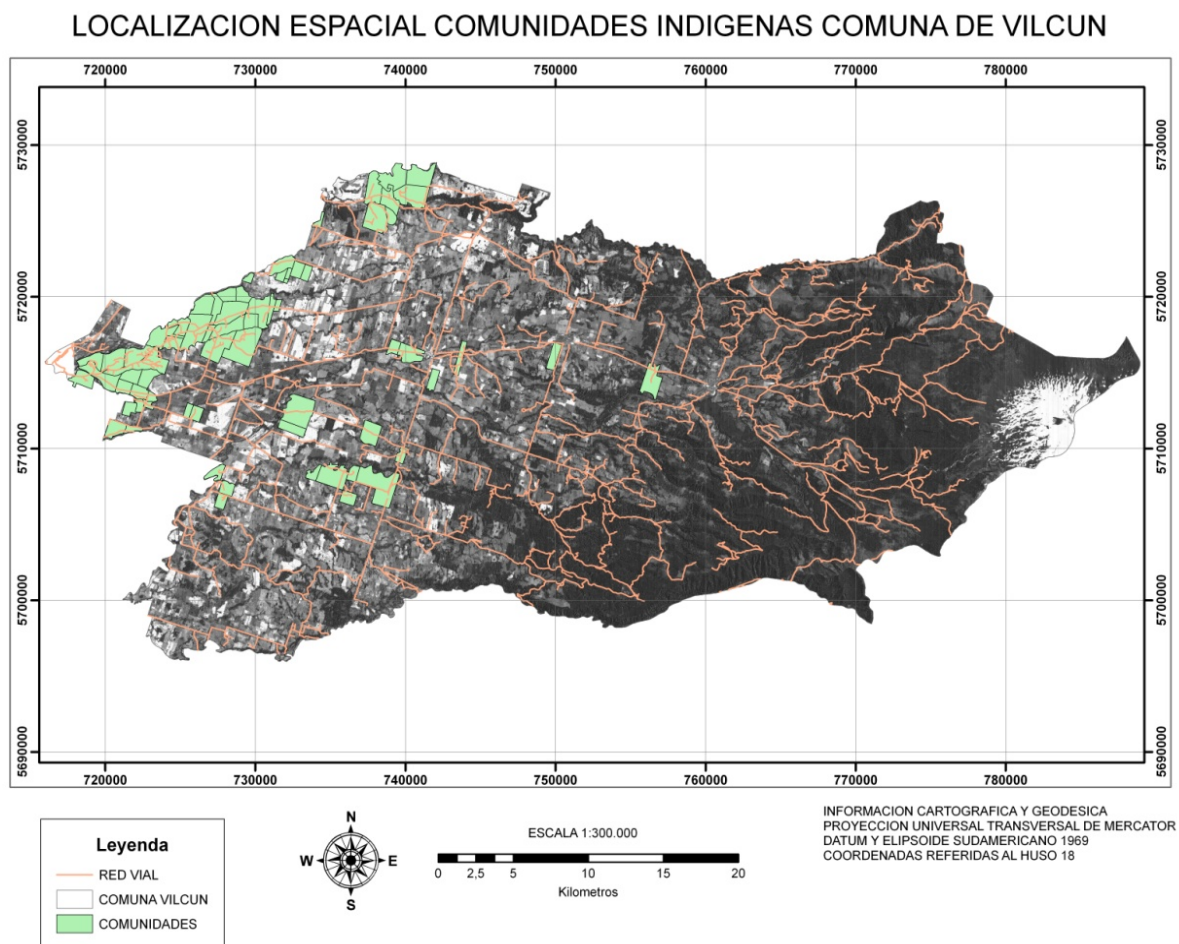 LOCALIZACION ESPACIAL COMUNIDADES INDIGENAS COMUNA DE VILCUN
720000 730000 740000 750000 760000 770000 780000
5730000 5730000
5720000 5720000
5710000 5710000
5700000 5700000
5690000 5690000
720000 730000 740000 750000 760000 770000 780000
Leyenda
RED VIAL
COMUNA VILCUN
COMUNIDADES
N
W E
S
ESCALA 1:300.000
0 2,5 5 10 15 20
Kilometros
INFORMACION CARTOGRAFICA Y GEODESICA
PROYECCION UNIVERSAL TRANSVERSAL DE MERCATOR
DATUM Y ELIPSOIDE SUDAMERICANO 1969
COORDENADAS REFERIDAS AL HUSO 18